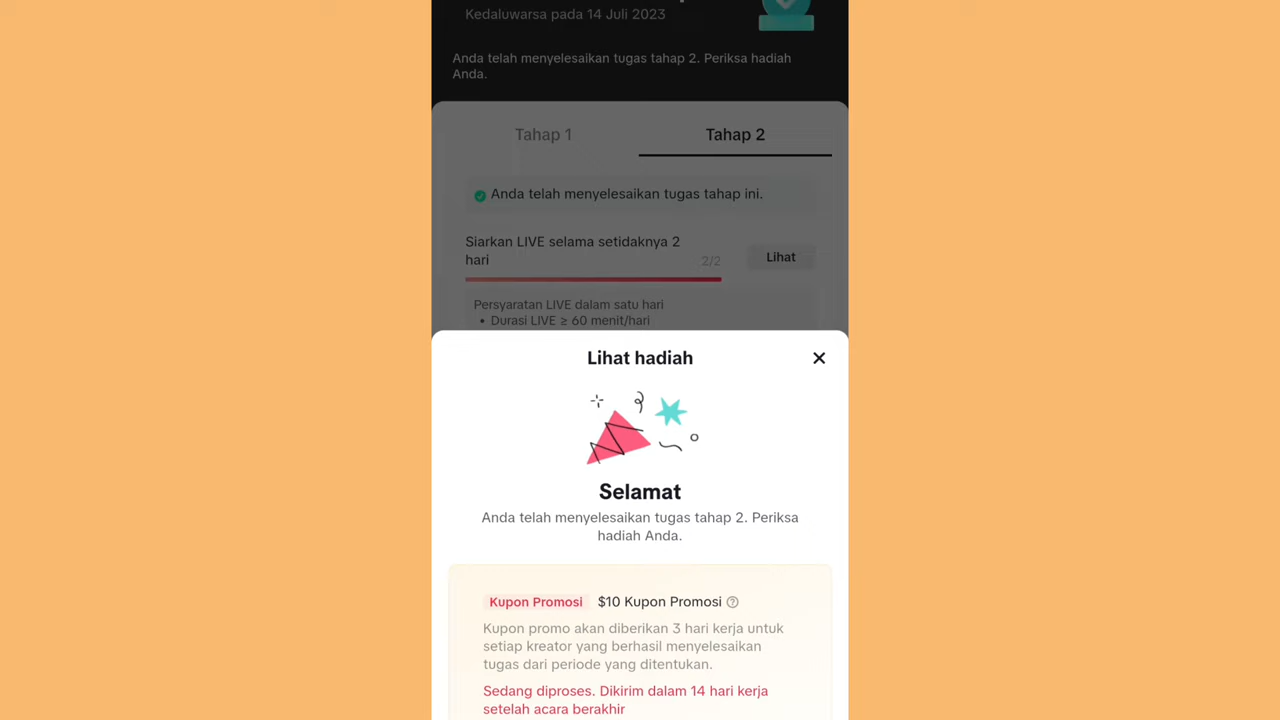 Kedaluwarsa pada 14 Juli 2023
Anda telah menyelesaikan tugas tahap 2. Periksa hadiah
Anda.
Tahap 1
Tahap 2
Anda telah menyelesaikan tugas tahap ini.
Siarkan LIVE selama setidaknya 2
hari
2/2
Lihat
Persyaratan LIVE dalam satu hari
• Durasi LIVE ≥ 60 menit/hari
Lihat hadiah
Selamat
Anda telah menyelesaikan tugas tahap 2. Periksa
hadiah Anda.
Kupon Promosi $10 Kupon Promosi
Kupon promo akan diberikan 3 hari kerja untuk
setiap kreator yang berhasil menyelesaikan
tugas dari periode yang ditentukan.
Sedang diproses. Dikirim dalam 14 hari kerja
setelah acara berakhir